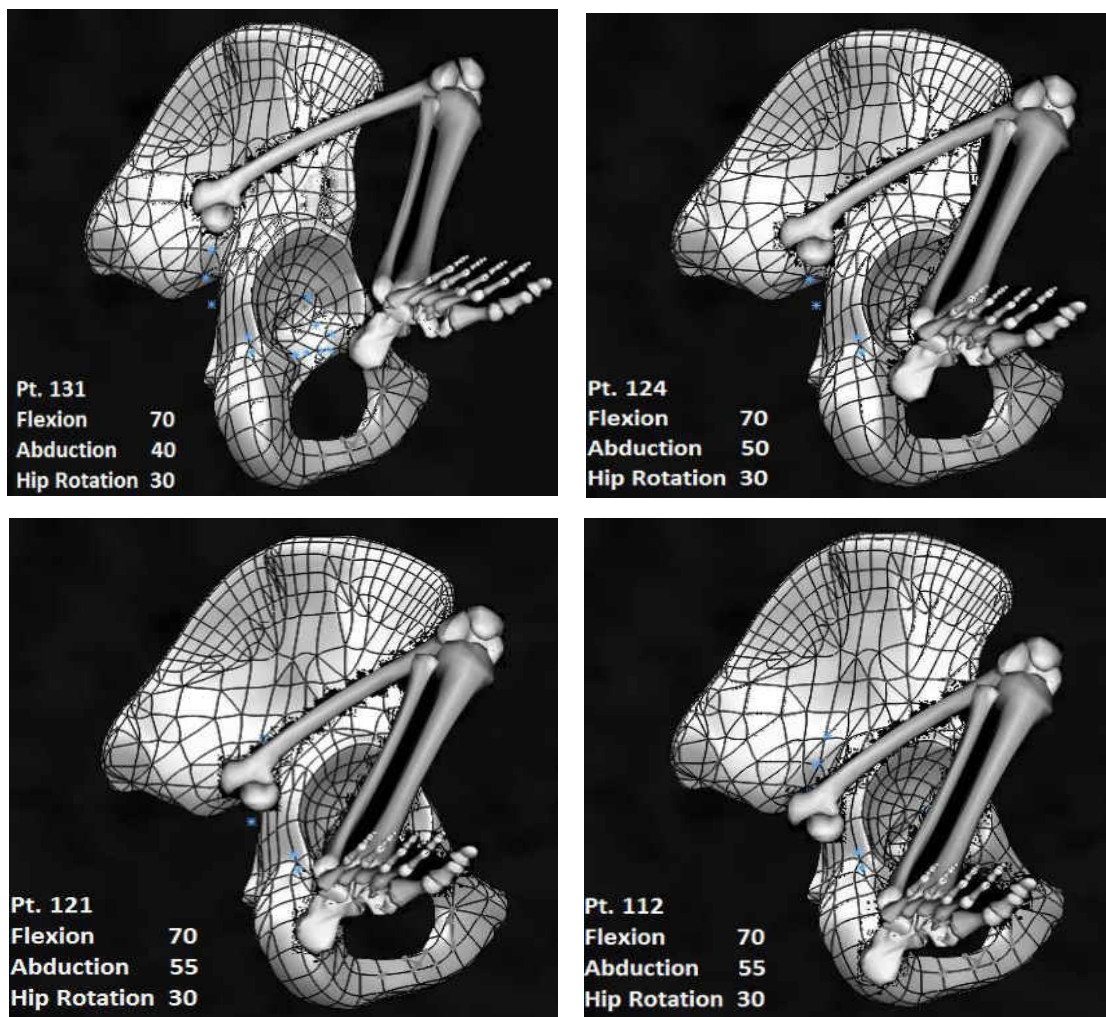 Pt. 131
Flexion 70
Abduction 40
Hip Rotation 30
Pt. 124
Flexion 70
Abduction 50
Hip Rotation 30
Pt. 121
Flexion 70
Abduction 55
Hip Rotation 30
Pt. 112
Flexion 70
Abduction 55
Hip Rotation 30